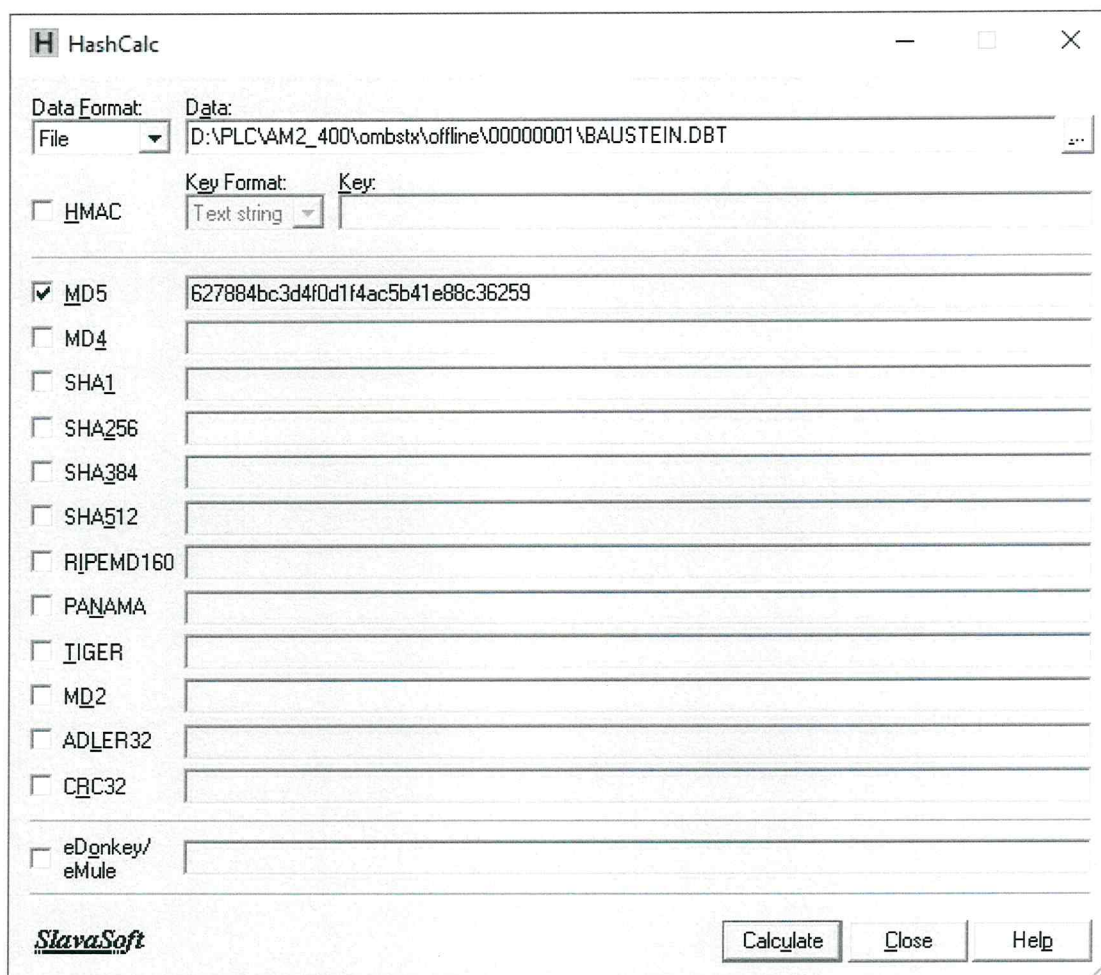 HashCalc
Data Format: Data:
File D:\PLC\AM2_400\ombstx\offline\00000001\BAUSTEIN.DBT ...
Key Format: Key:
HMAC Text string
MD5 627884bc3d4f0d1f4ac5b41e88c36259
MD4
SHA1
SHA256
SHA384
SHA512
RIPEMD160
PANAMA
TIGER
MD2
ADLER32
CRC32
eDonkey/
eMule
SlavaSoft Calculate Close Help